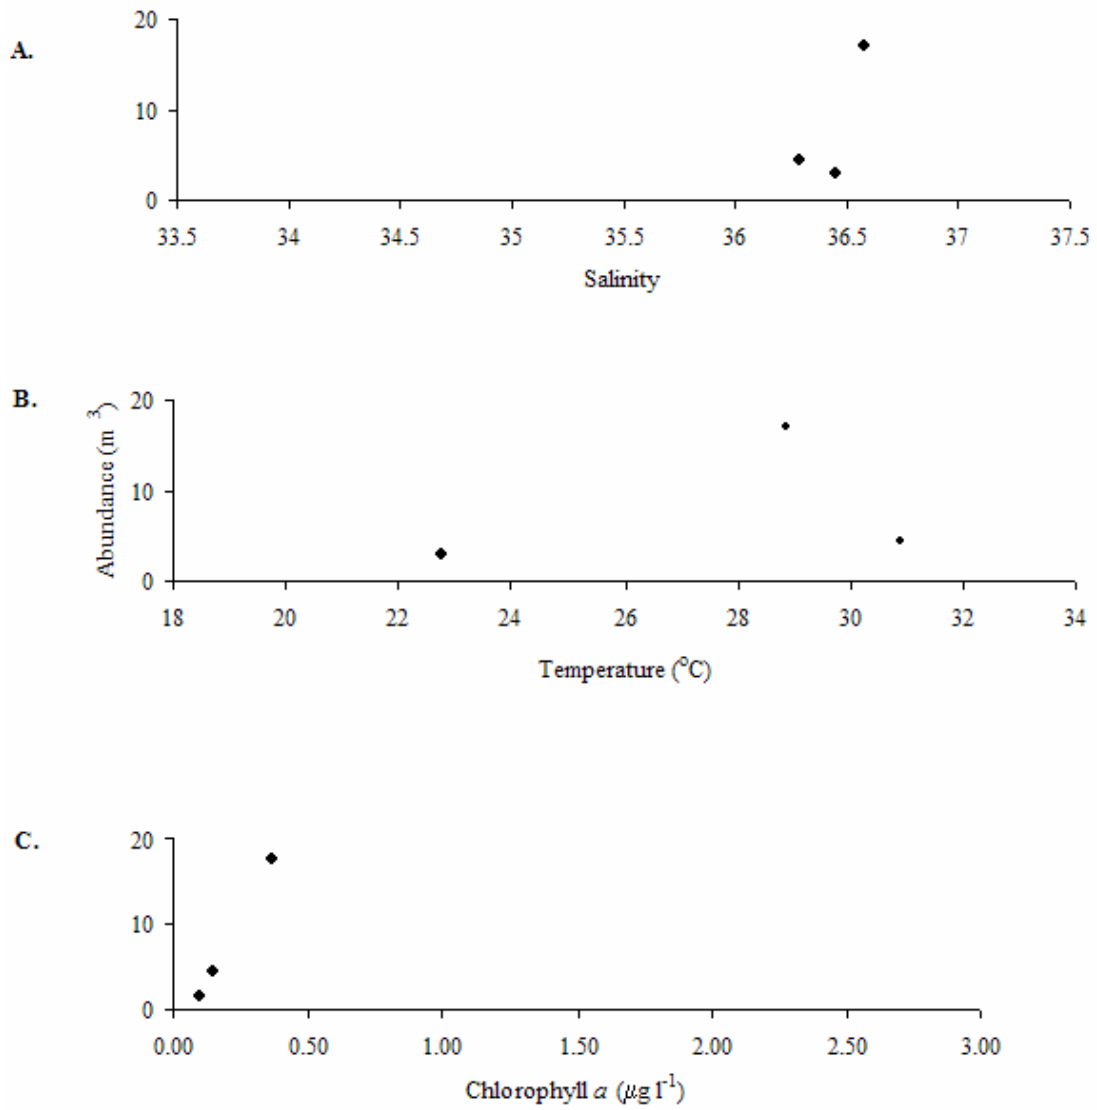 A.
20
10
0
33.5 34 34.5 35 35.5 36 36.5 37 37.5
Salinity
B.
Abundance (m 3)
20
10
0
18 20 22 24 26 28 30 32 34
Temperature (oC)
C.
20
10
0
0.00 0.50 1.00 1.50 2.00 2.50 3.00
Chlorophyll a (μg l-1)